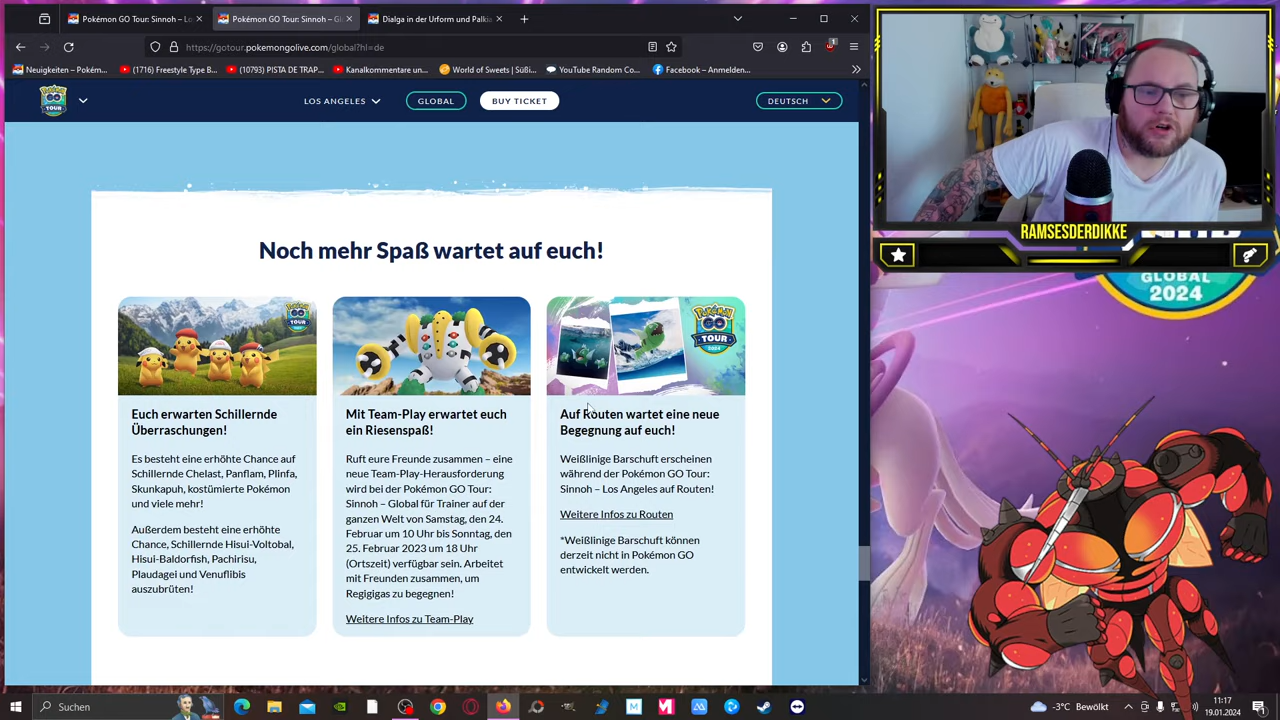 Pokémon GO Tour: Sinnoh – Lo
Pokémon GO Tour: Sinnoh – Gl
Dialga in der Urform und Palkia
https://gotour.pokemongolive.com/global?hl=de
Neuigkeiten – Pokém...
(1716) Freestyle Type B...
(10793) PISTA DE TRAP...
Kanalkommentare un...
World of Sweets | Süßi...
YouTube Random Co...
Facebook – Anmelden...
LOS ANGELES
GLOBAL
BUY TICKET
DEUTSCH
RAMSESDERDIKKE
GLOBAL
2024
Noch mehr Spaß wartet auf euch!
Euch erwarten Schillernde
Überraschungen!
Es besteht eine erhöhte Chance auf
Schillernde Chelast, Panflam, Plinfa,
Skunkapuh, kostümierte Pokémon
und viele mehr!
Außerdem besteht eine erhöhte
Chance, Schillernde Hisui-Voltobal,
Hisui-Baldorfish, Pachirisu,
Plaudagei und Venuflibis
auszubrüten!
Mit Team-Play erwartet euch
ein Riesenspaß!
Ruft eure Freunde zusammen – eine
neue Team-Play-Herausforderung
wird bei der Pokémon GO Tour:
Sinnoh – Global für Trainer auf der
ganzen Welt von Samstag, den 24.
Februar um 10 Uhr bis Sonntag, den
25. Februar 2023 um 18 Uhr
(Ortszeit) verfügbar sein. Arbeitet
mit Freunden zusammen, um
Regigigas zu begegnen!
Weitere Infos zu Team-Play
Pokémon
GO
TOUR
Auf Routen wartet eine neue
Begegnung auf euch!
Weißlinige Barschuft erscheinen
während der Pokémon GO Tour:
Sinnoh – Los Angeles auf Routen!
Weitere Infos zu Routen
*Weißlinige Barschuft können
derzeit nicht in Pokémon GO
entwickelt werden.
Suchen
-3°C Bewölkt
11:17
19.01.2024